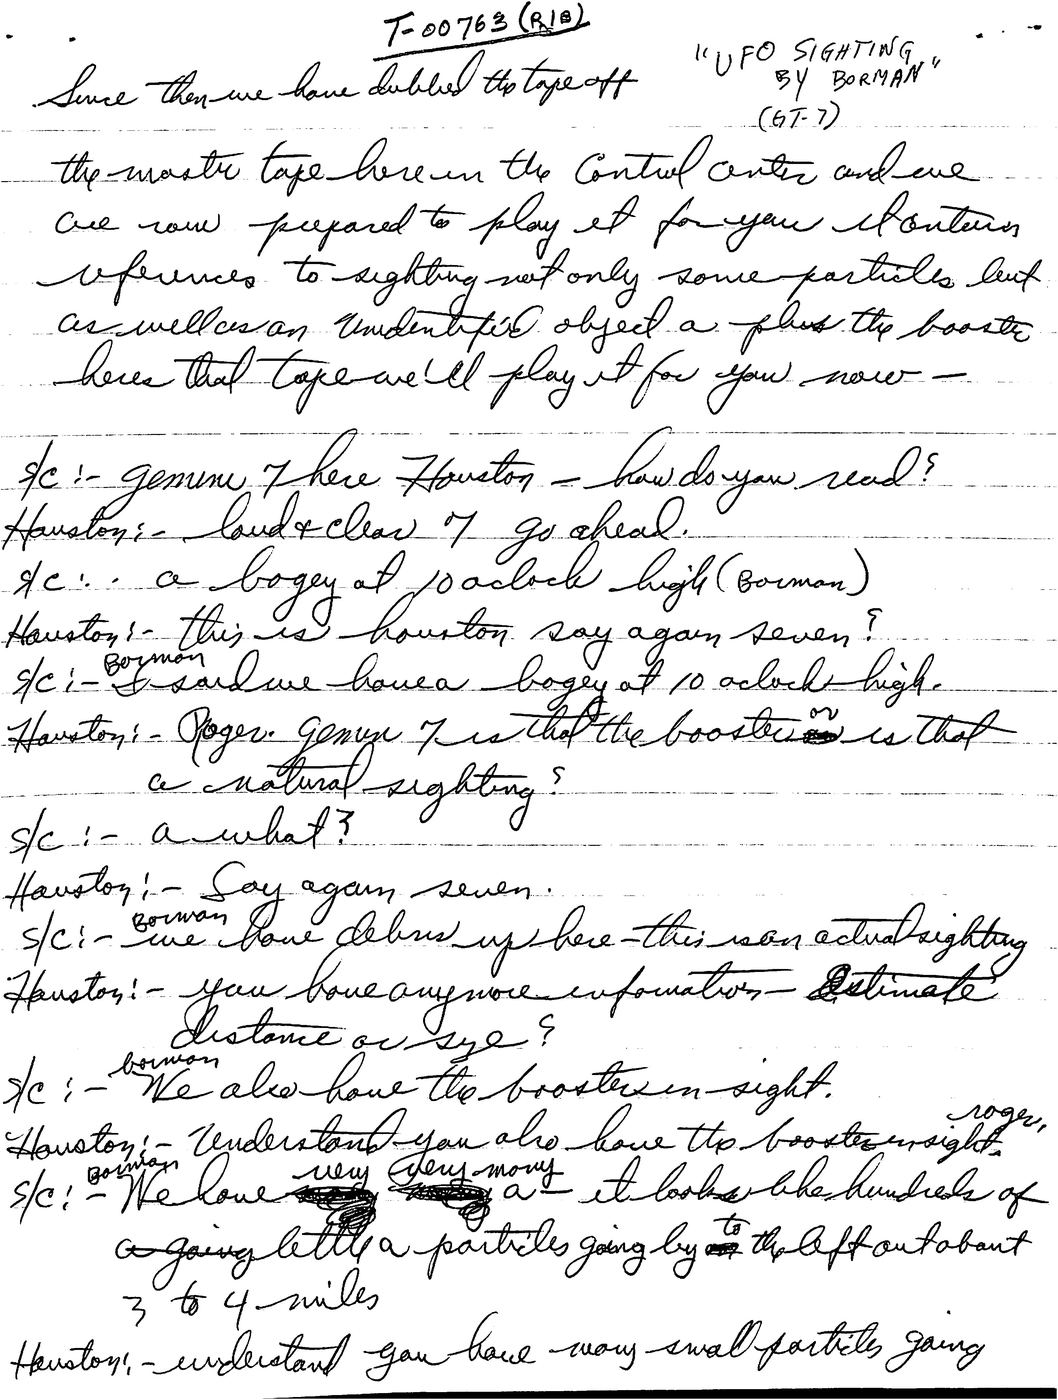 T-00763 (R1B)
"UFO SIGHTING
BY BORMAN"
(GT-7)
Since then we have dubbed the tape off
the master tape here in the Control Center and we
are now prepared to play it for you it contains
references to sighting not only some particles but
as well as an Unidentified object a plus the booster
heres that tape we'll play it for you now —
S/C :- Gemini 7 here Houston — how do you read?
Houston:- loud & clear 7 go ahead.
S/C :- a bogey at 10 oclock high (Borman)
Houston:- this is houston say again seven?
Borman
S/C :- I said we have a bogey at 10 oclock high.
Houston:- Roger. Gemini 7 is that the booster or is that
a natural sighting?
S/C :- a what?
Houston:- Say again seven.
Borman
S/C :- we have debris up here - this is an actual sighting
Houston:- you have anymore information — Estimate
distance or size?
borman
S/C :- We also have the booster in sight.
Houston:- Understand you also have the booster in sight. roger.
Borman
S/C :- We have very (very many a — it looks like hundreds of
a going little a particles going by to the left out about
3 to 4 miles
Houston:- understand you have many small particles going